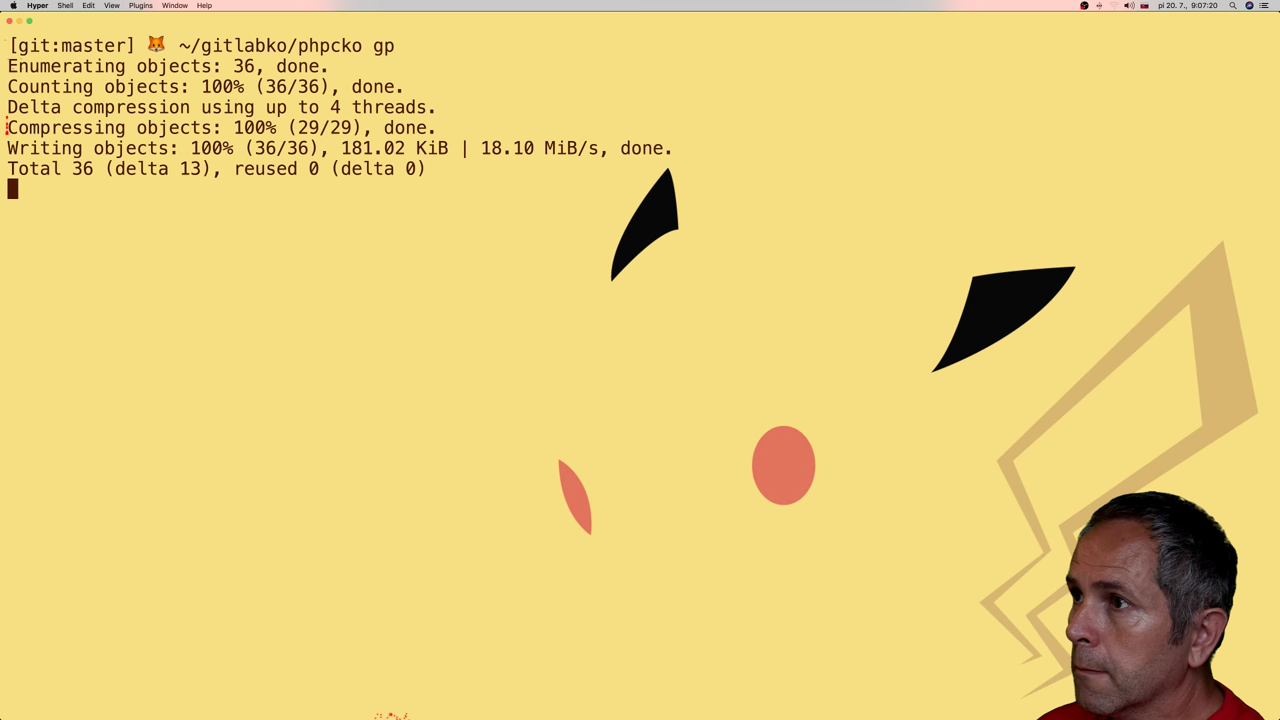 Hyper Shell Edit View Plugins Window Help pi 20. 7., 9:07:20
[git:master] 🦊 ~/gitlabko/phpcko gp
Enumerating objects: 36, done.
Counting objects: 100% (36/36), done.
Delta compression using up to 4 threads.
Compressing objects: 100% (29/29), done.
Writing objects: 100% (36/36), 181.02 KiB | 18.10 MiB/s, done.
Total 36 (delta 13), reused 0 (delta 0)